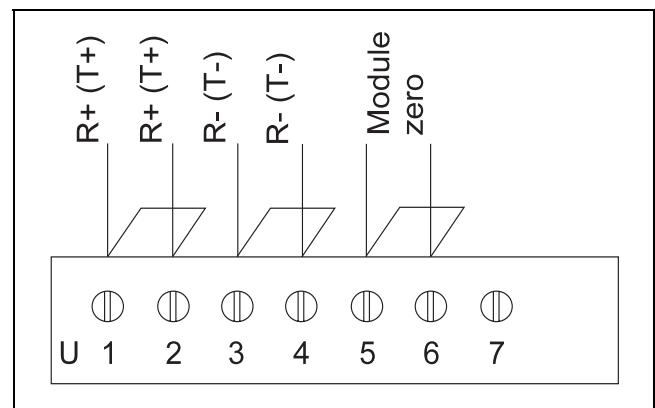 R+ (T+)
R+ (T+)
R- (T-)
R- (T-)
Module
zero
U 1 2 3 4 5 6 7